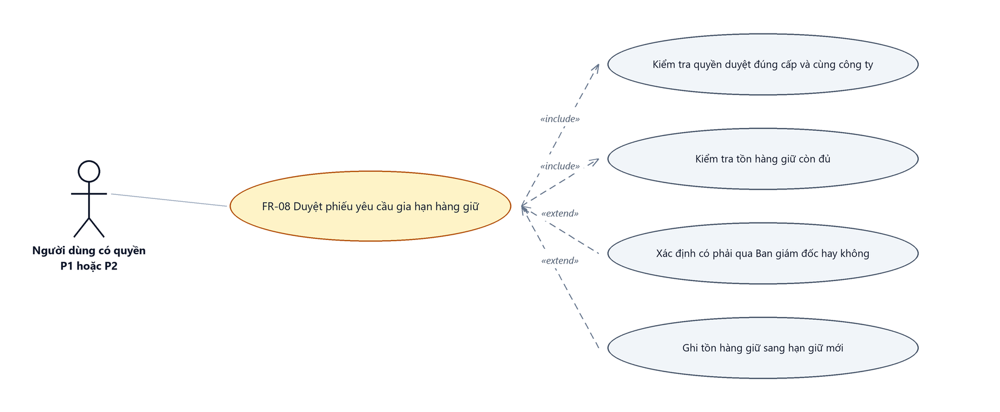 Kiểm tra quyền duyệt đúng cấp và cùng công ty
«include»
Kiểm tra tồn hàng giữ còn đủ
«include»
FR-08 Duyệt phiếu yêu cầu gia hạn hàng giữ
«extend»
Người dùng có quyền
P1 hoặc P2
Xác định có phải qua Ban giám đốc hay không
«extend»
Ghi tồn hàng giữ sang hạn giữ mới